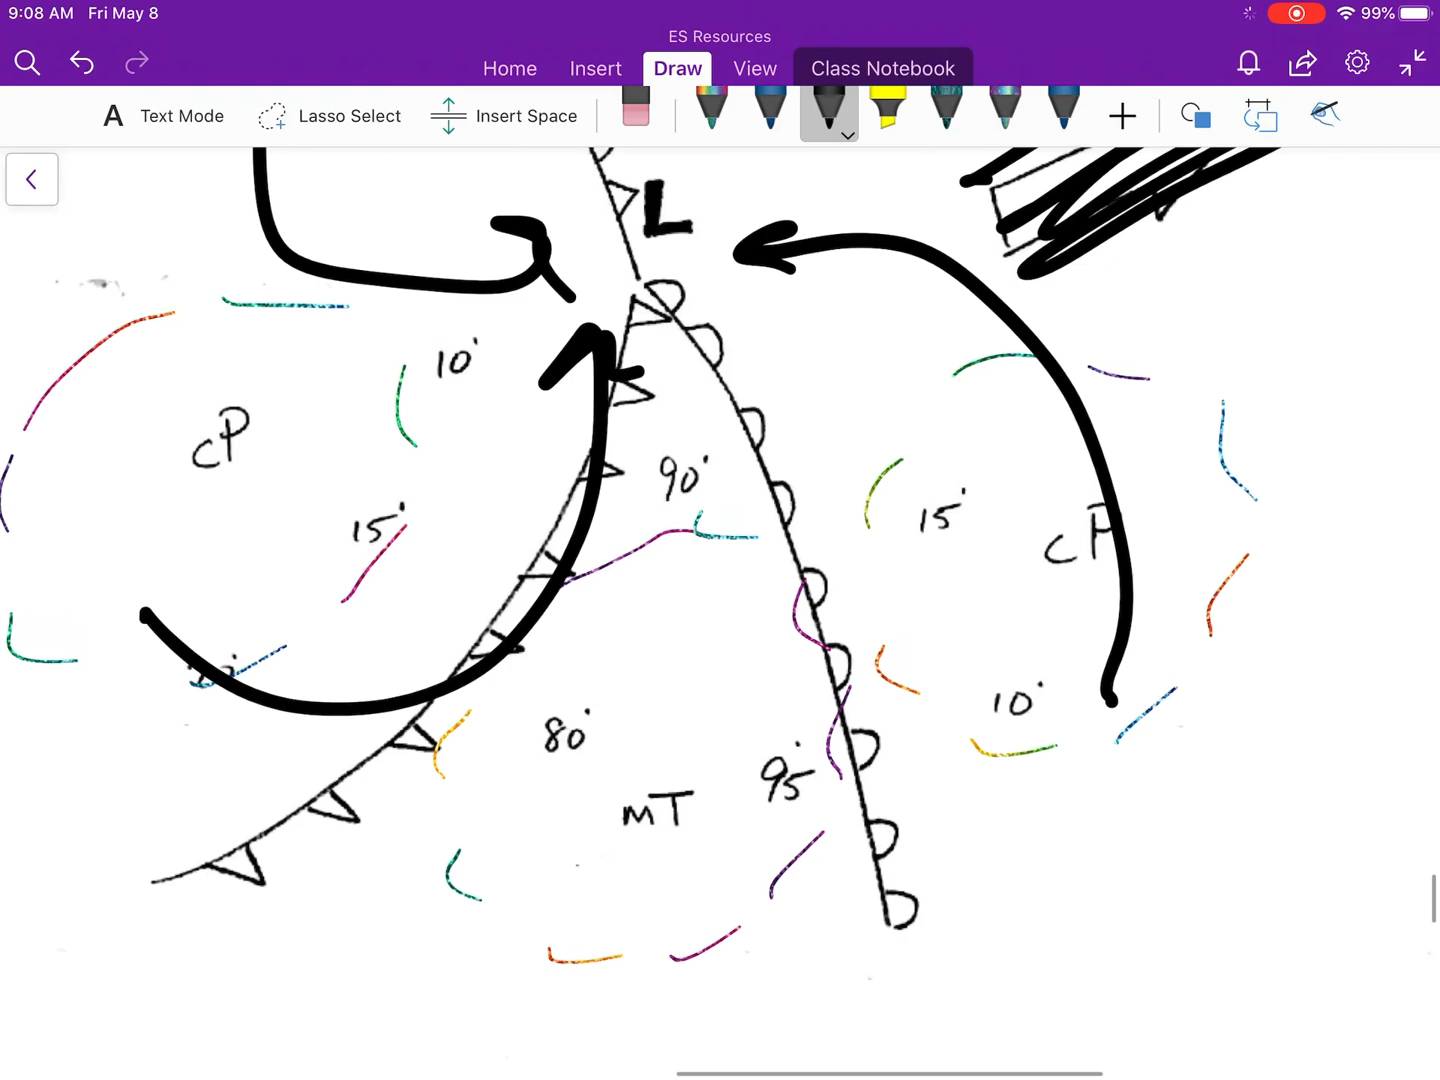 9:08 AM Fri May 8
99%
ES Resources
Home Insert Draw View Class Notebook
A Text Mode Lasso Select Insert Space
L
10°
cP
90°
15°
15°
cP
10°
80°
95°
mT